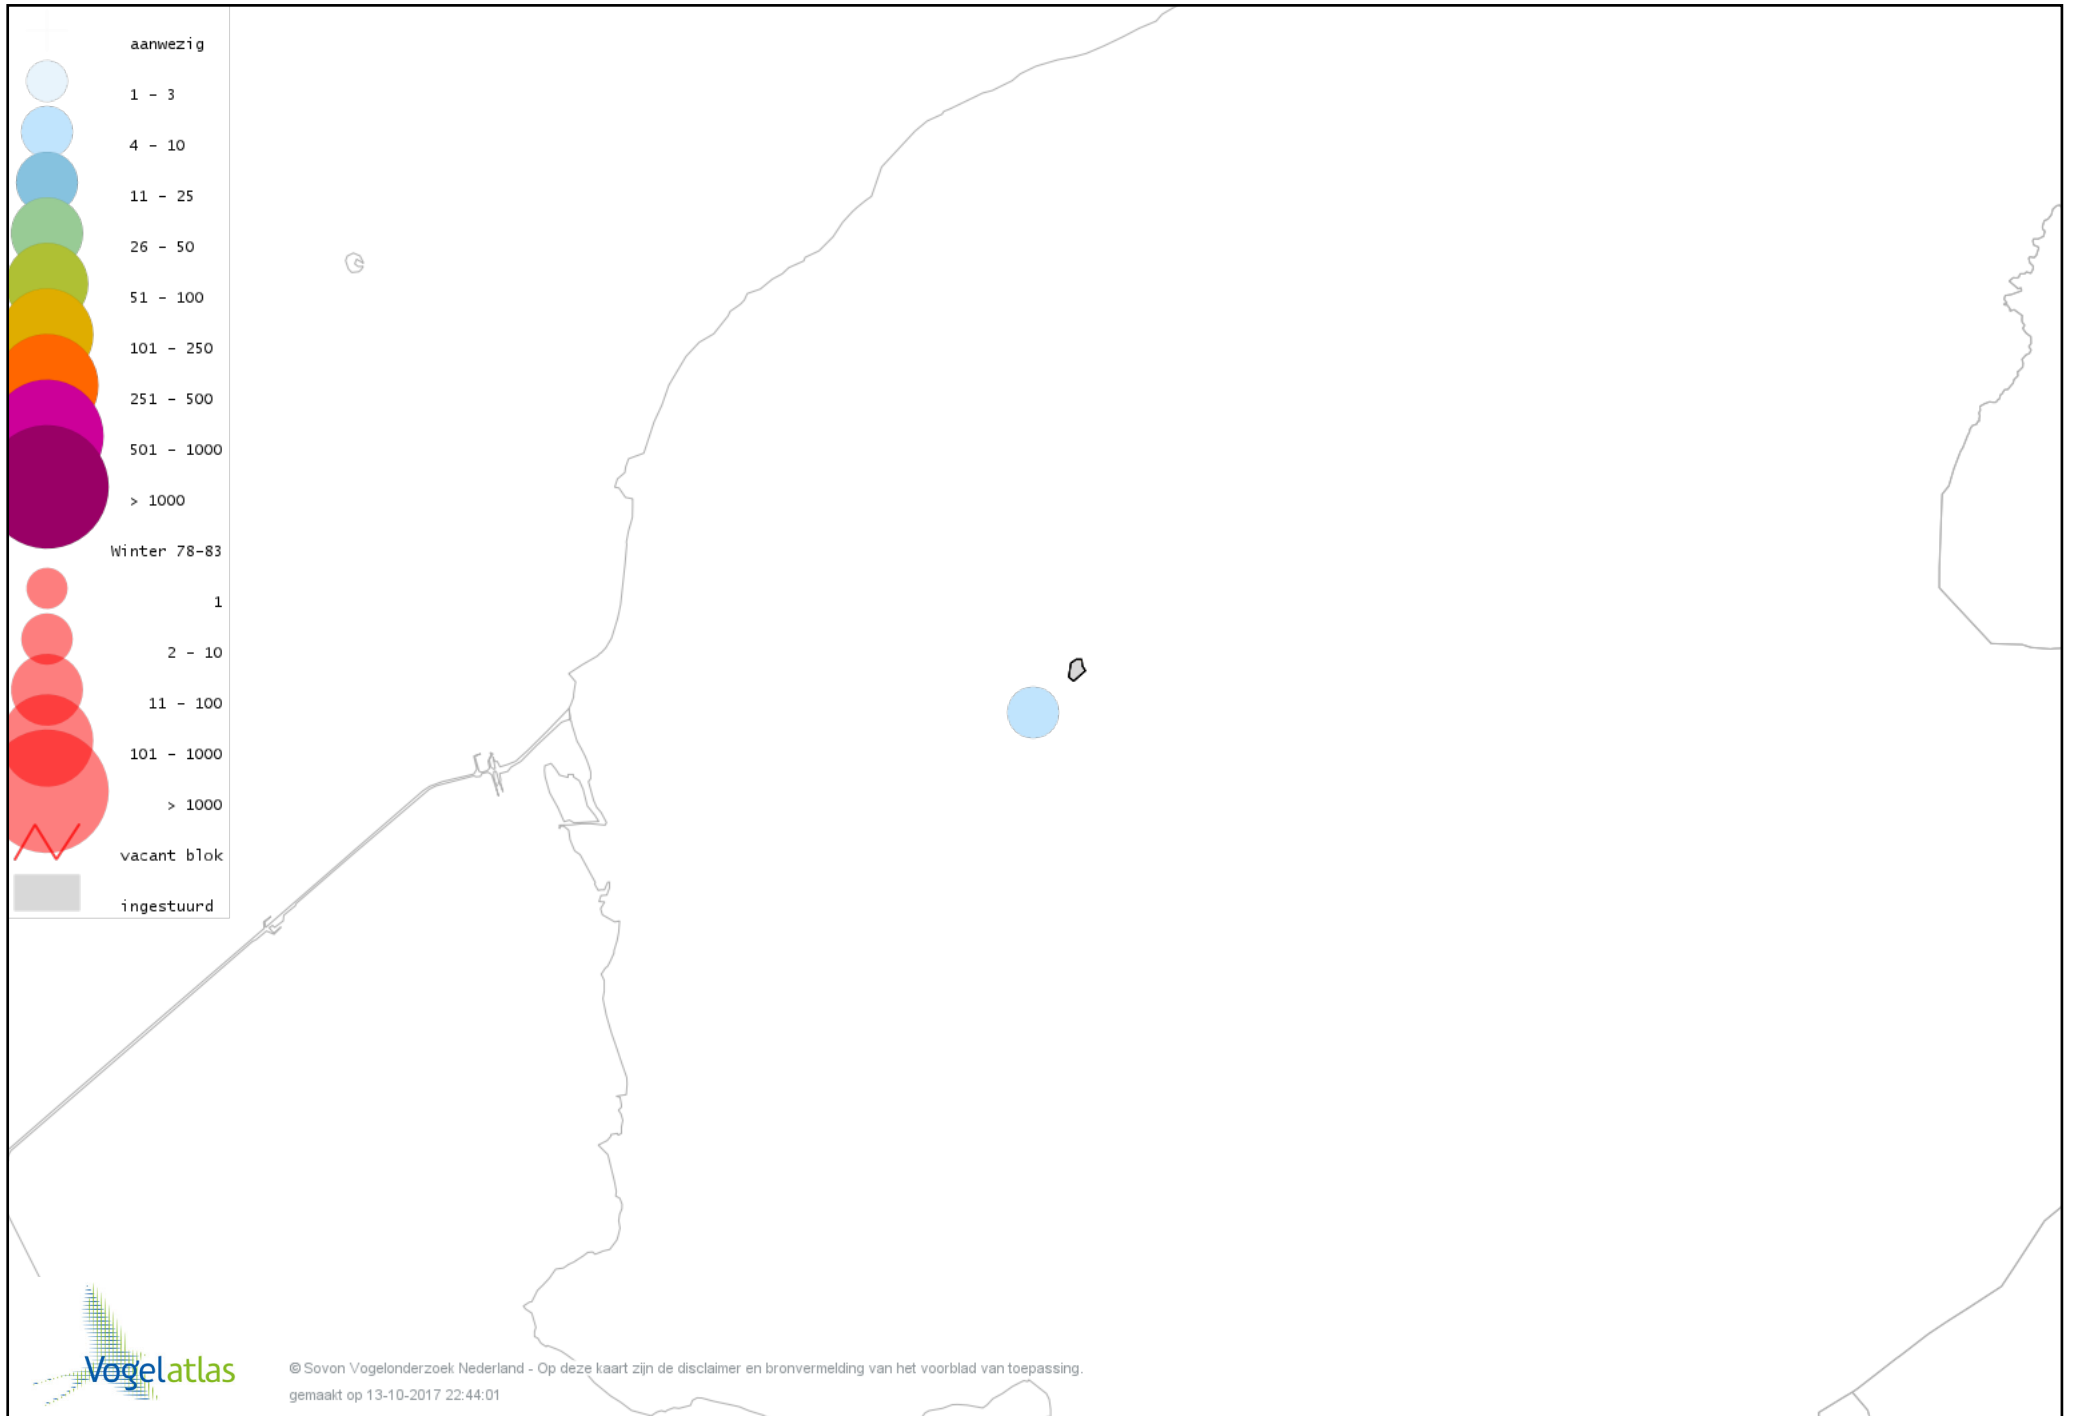 aanwezig
1 - 3
4 - 10
11 - 25
26 - 50
51 - 100
101 - 250
251 - 500
501 - 1000
> 1000
Winter 78-83
1
2 - 10
11 - 100
101 - 1000
> 1000
vacant blok
ingestuurd
Vogelatlas
© Sovon Vogelonderzoek Nederland - Op deze kaart zijn de disclaimer en bronvermelding van het voorblad van toepassing.
gemaakt op 13-10-2017 22:44:01